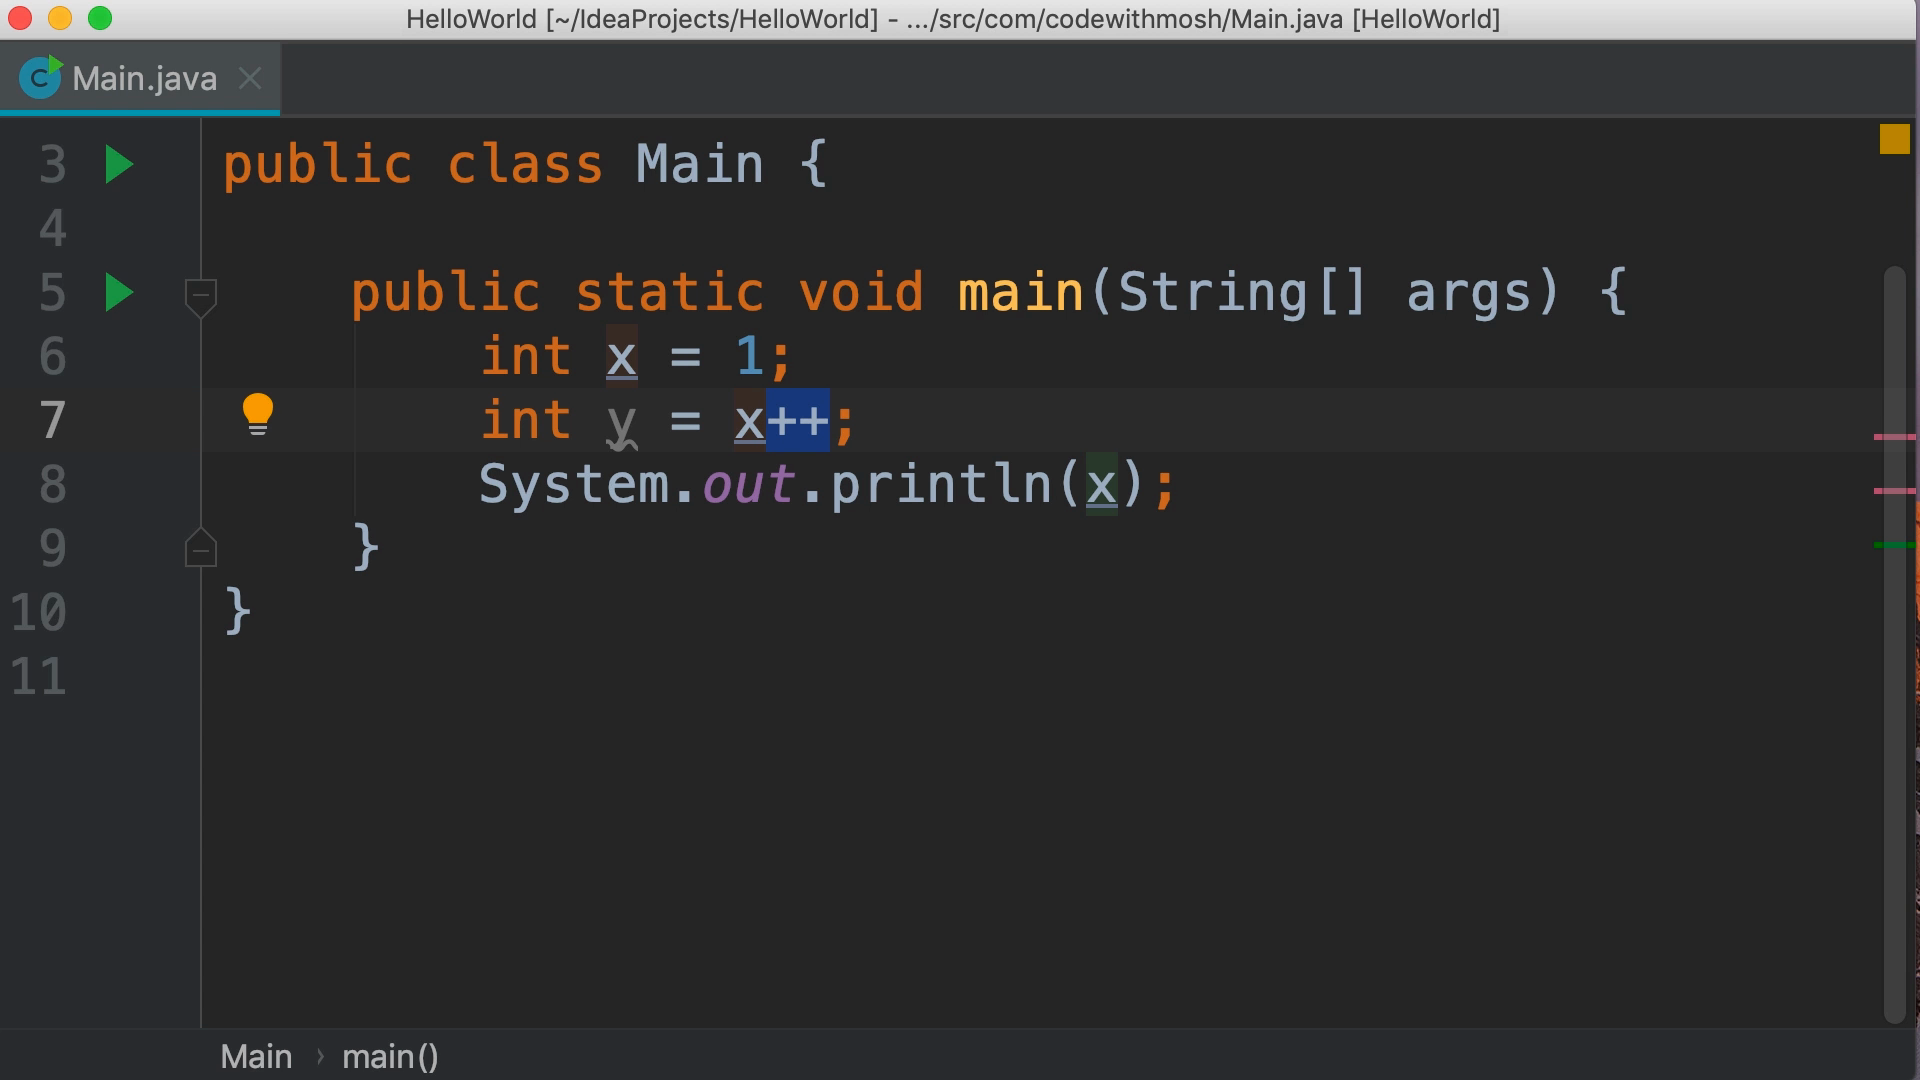 HelloWorld [~/IdeaProjects/HelloWorld] - .../src/com/codewithmosh/Main.java [HelloWorld]
C Main.java
3 public class Main {
4
5 public static void main(String[] args) {
6 int x = 1;
7 int y = x++;
8 System.out.println(x);
9 }
10 }
11
Main › main()